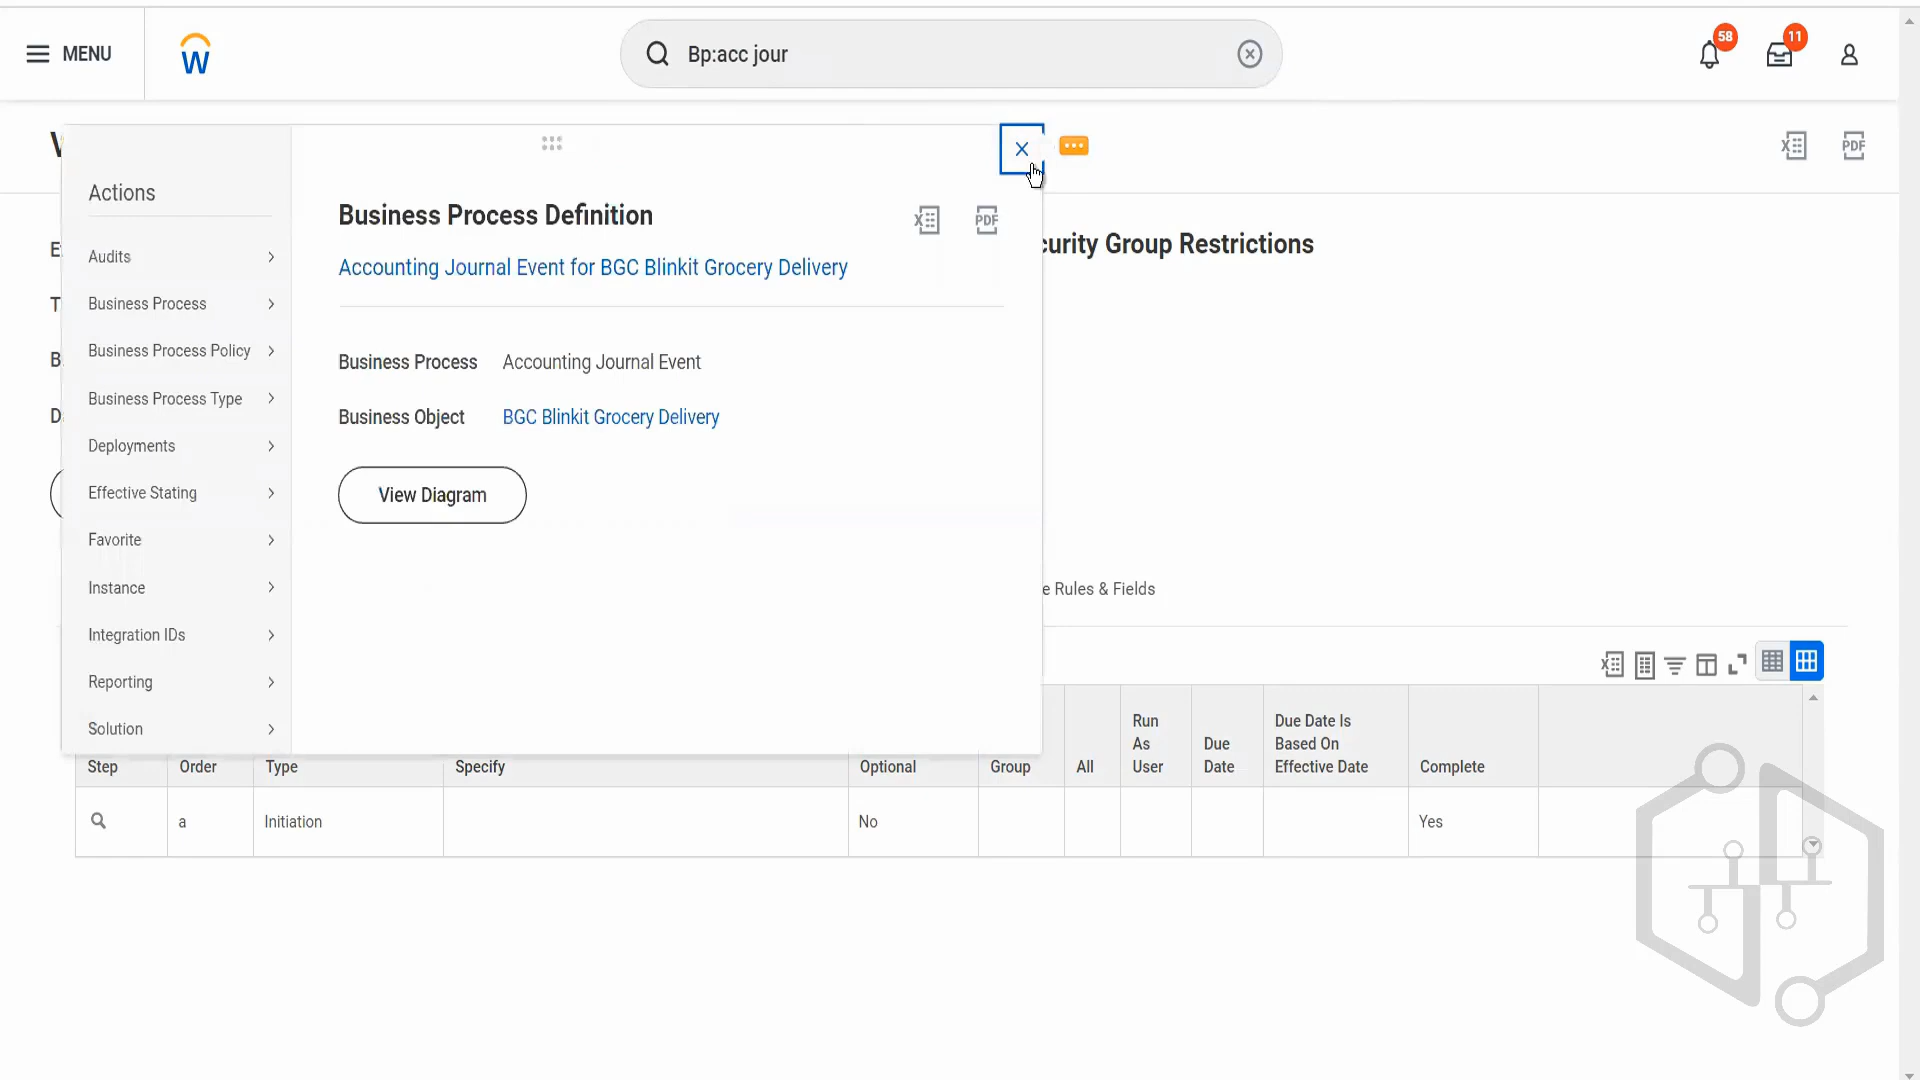 MENU
W
Bp:acc jour
58
11
Actions
Audits
Business Process
Business Process Policy
Business Process Type
Deployments
Effective Stating
Favorite
Instance
Integration IDs
Reporting
Solution
Business Process Definition
X
PDF
Accounting Journal Event for BGC Blinkit Grocery Delivery
Business Process Accounting Journal Event
Business Object BGC Blinkit Grocery Delivery
View Diagram
X
PDF
curity Group Restrictions
e Rules & Fields
X
Step Order Type Specify Optional Group All Run As User Due Date Due Date Is Based On Effective Date Complete
a Initiation No Yes